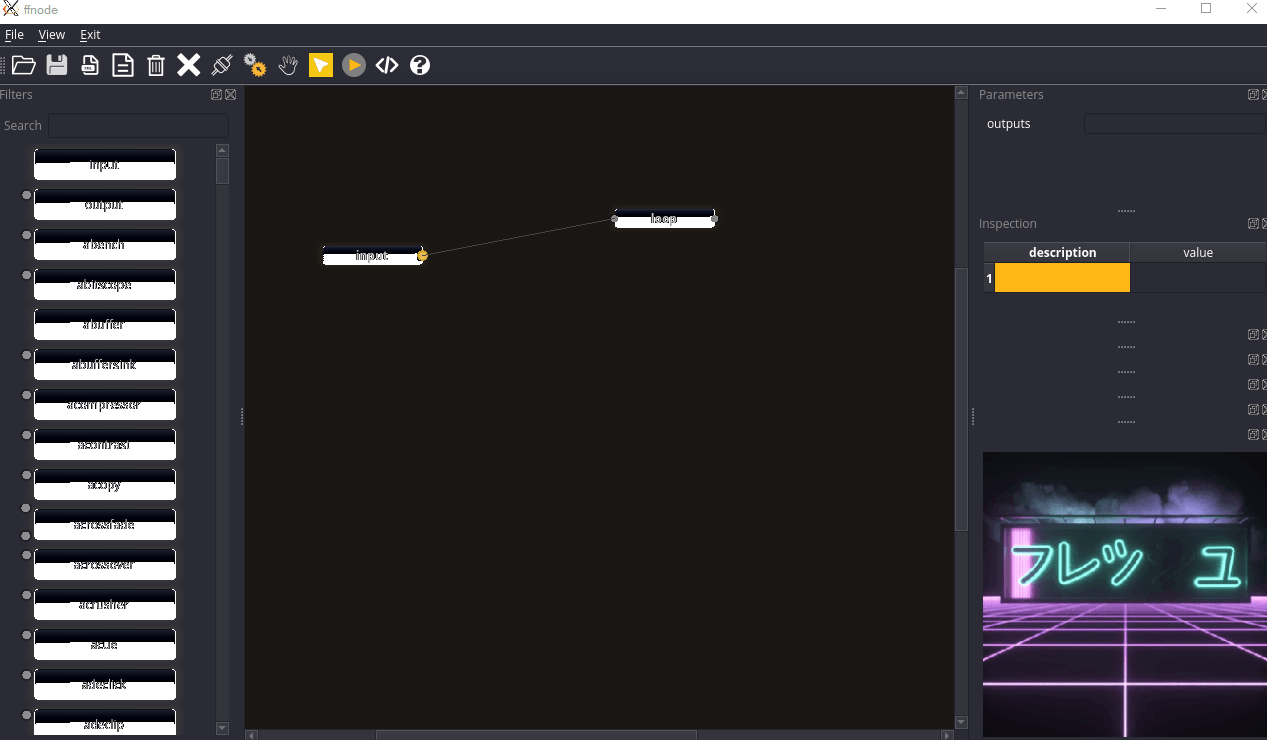 ffnode
File View Exit
Filters
Search
input
output
abench
abitscope
abuffer
abuffersink
acompressor
acontrast
acopy
acrossfade
acrossover
acrusher
acue
adeclick
adeclip
input
loop
Parameters
outputs
Inspection
description value
1
フレッ ユ